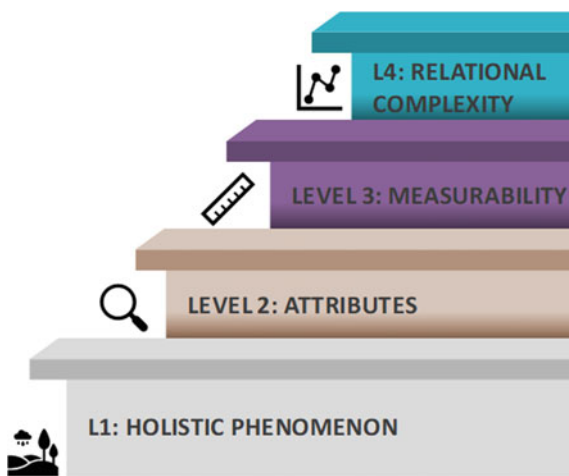 L4: RELATIONAL
COMPLEXITY
LEVEL 3: MEASURABILITY
LEVEL 2: ATTRIBUTES
L1: HOLISTIC PHENOMENON